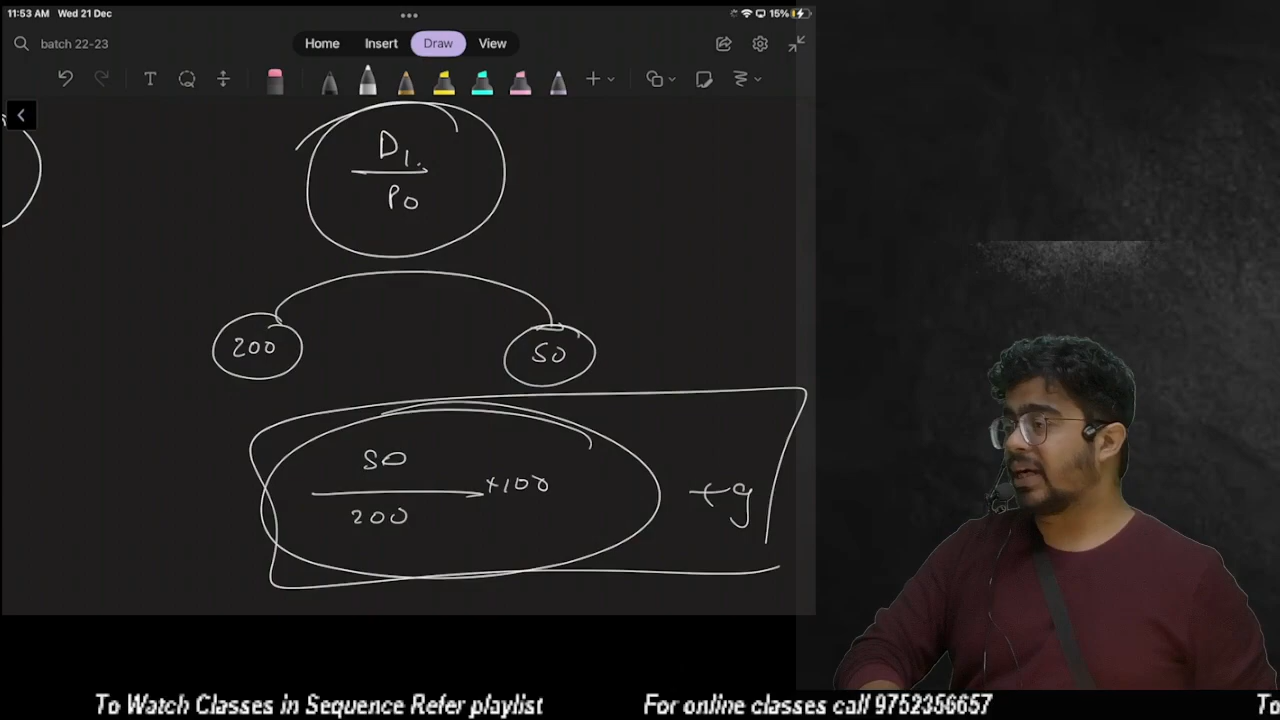 11:53 AM Wed 21 Dec
15%
batch 22-23
Home Insert Draw View
D1
P0
200
50
50
×100
200
+g
To Watch Classes in Sequence Refer playlist For online classes call 9752356657 To